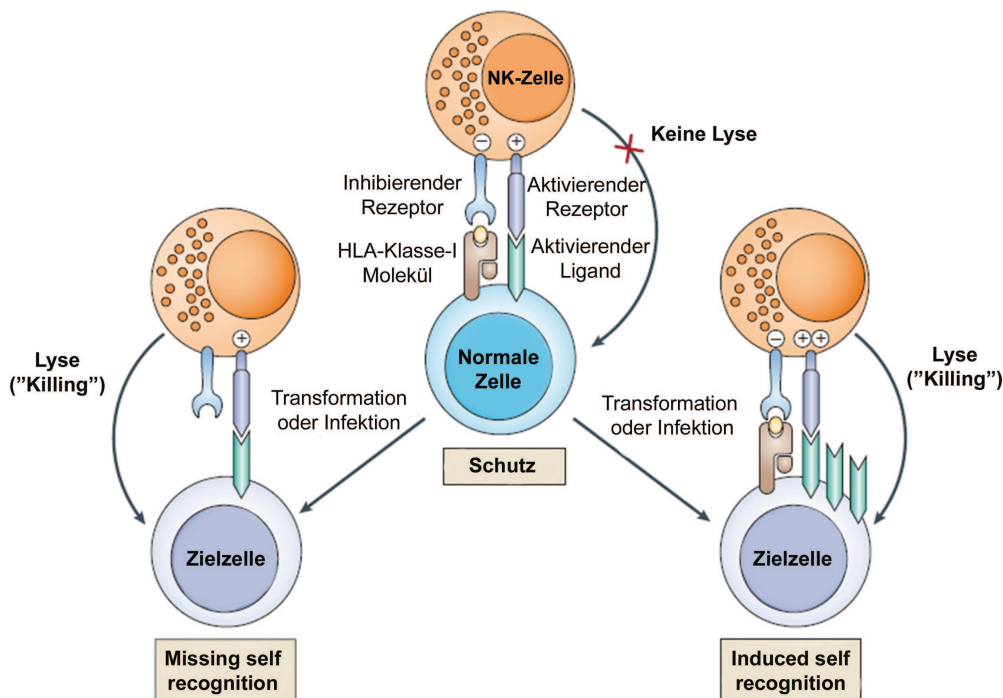 NK-Zelle
Keine Lyse
−
+
Inhibierender
Rezeptor
Aktivierender
Rezeptor
HLA-Klasse-I
Molekül
Aktivierender
Ligand
Normale
Zelle
Schutz
+
Lyse
(”Killing”)
Transformation
oder Infektion
Zielzelle
Missing self
recognition
−
+
+
Transformation
oder Infektion
Lyse
(”Killing”)
Zielzelle
Induced self
recognition